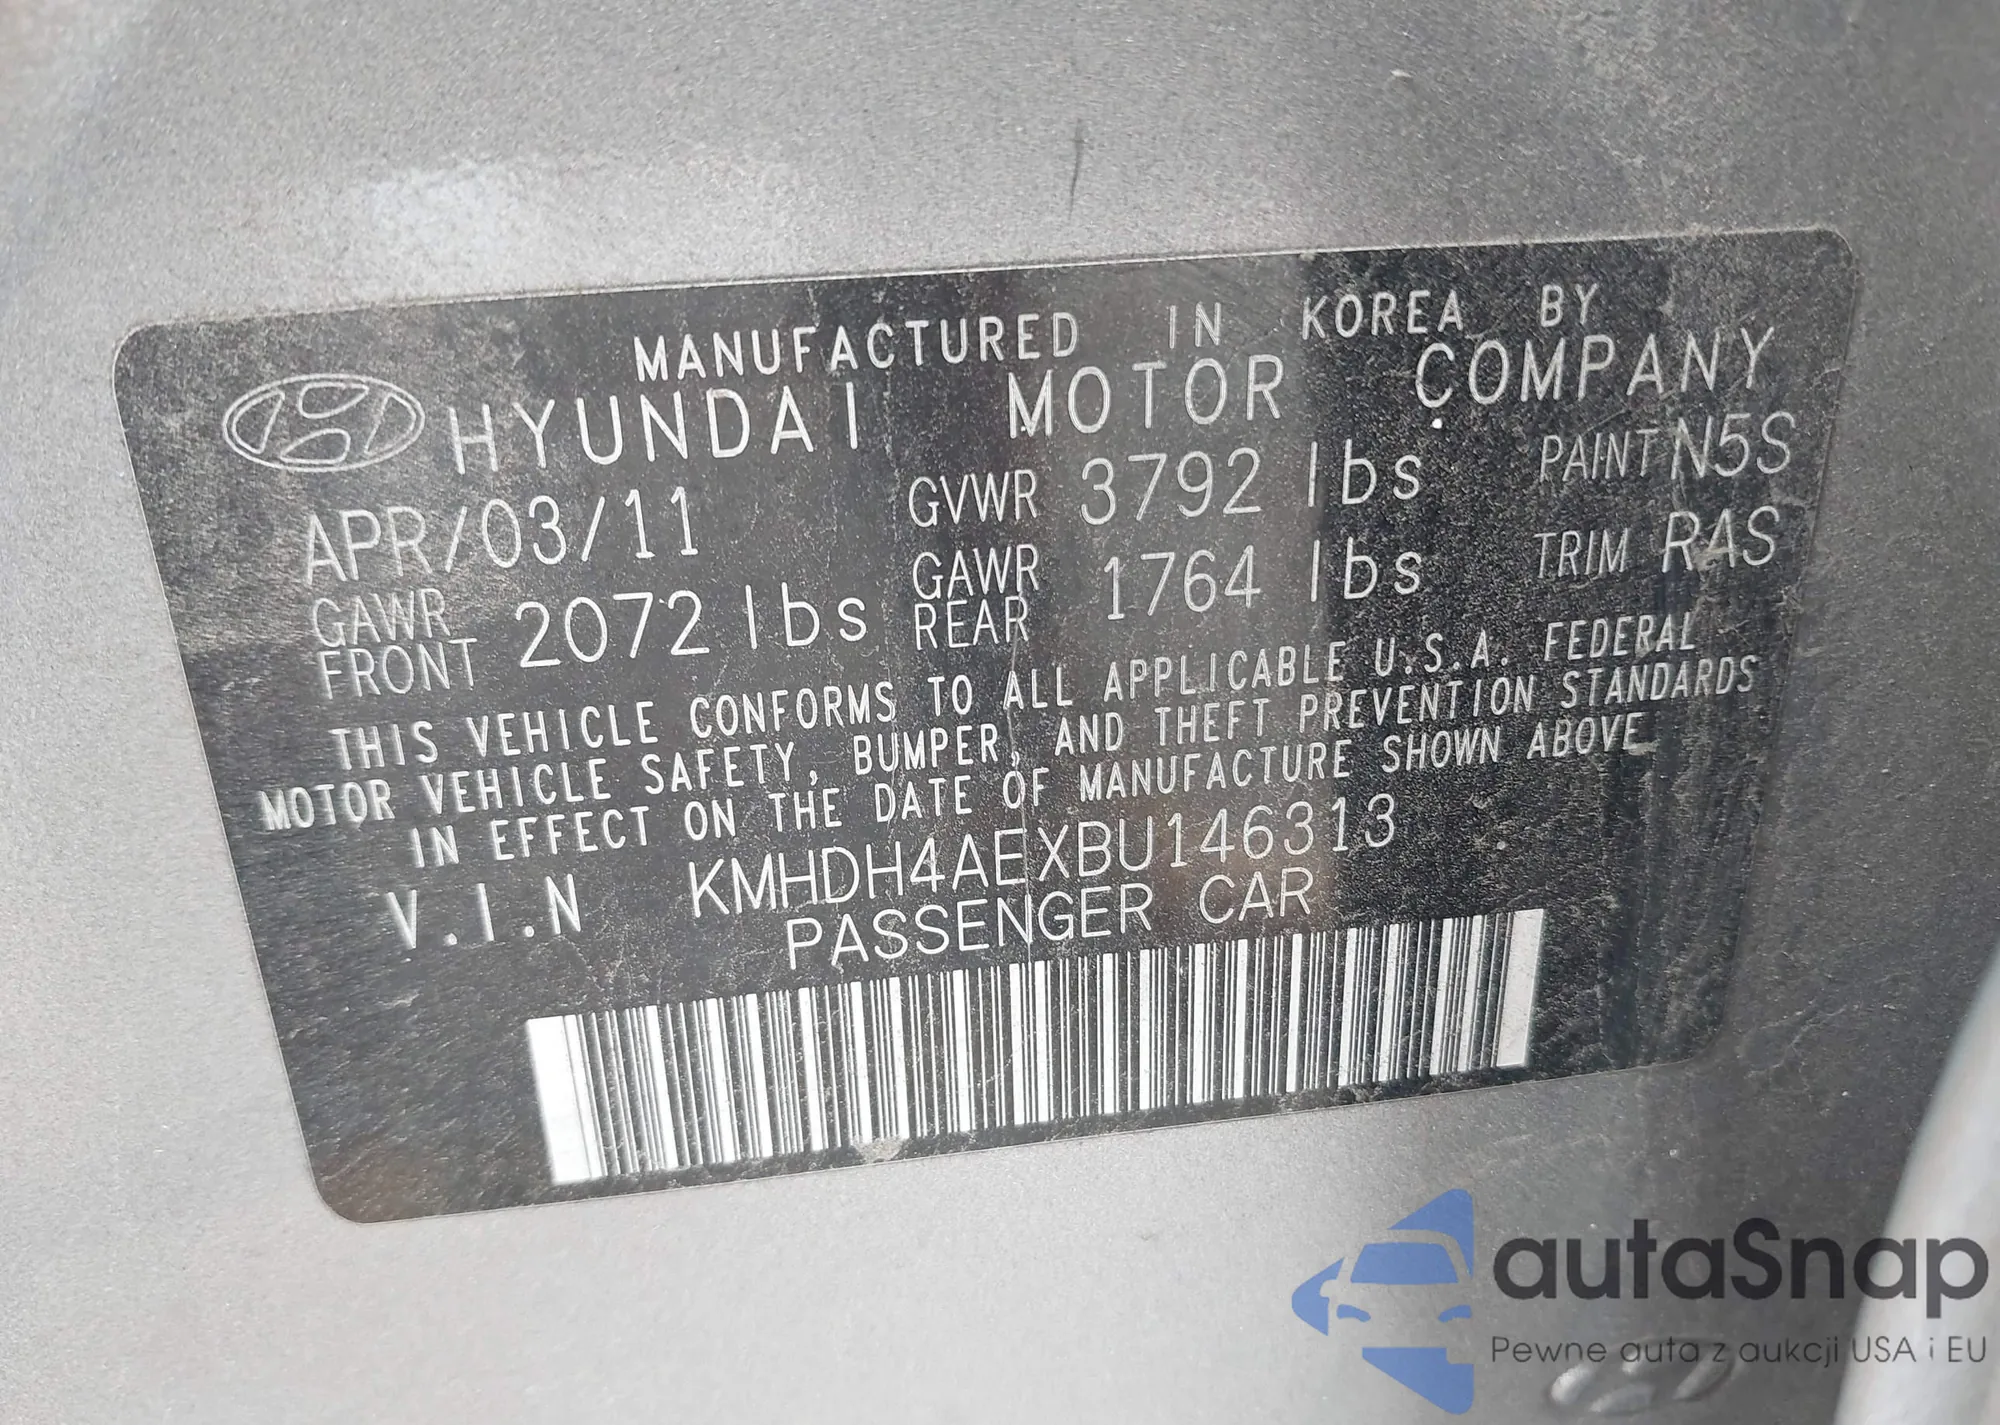 MANUFACTURED IN KOREA BY
HYUNDAI MOTOR COMPANY
APR/03/11 GVWR 3792 lbs PAINT N5S
GAWR FRONT 2072 lbs GAWR REAR 1764 lbs TRIM RAS
THIS VEHICLE CONFORMS TO ALL APPLICABLE U.S.A. FEDERAL
MOTOR VEHICLE SAFETY, BUMPER, AND THEFT PREVENTION STANDARDS
IN EFFECT ON THE DATE OF MANUFACTURE SHOWN ABOVE
V.I.N KMHDH4AEXBU146313
PASSENGER CAR
autaSnap
Pewne auta z aukcji USA i EU